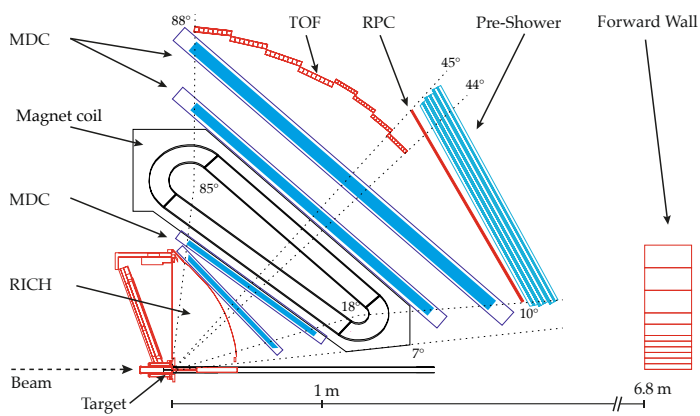 88°
TOF
RPC
Pre-Shower
Forward Wall
MDC
45°
44°
Magnet coil
85°
MDC
RICH
18°
10°
7°
Beam
Target
1 m
6.8 m